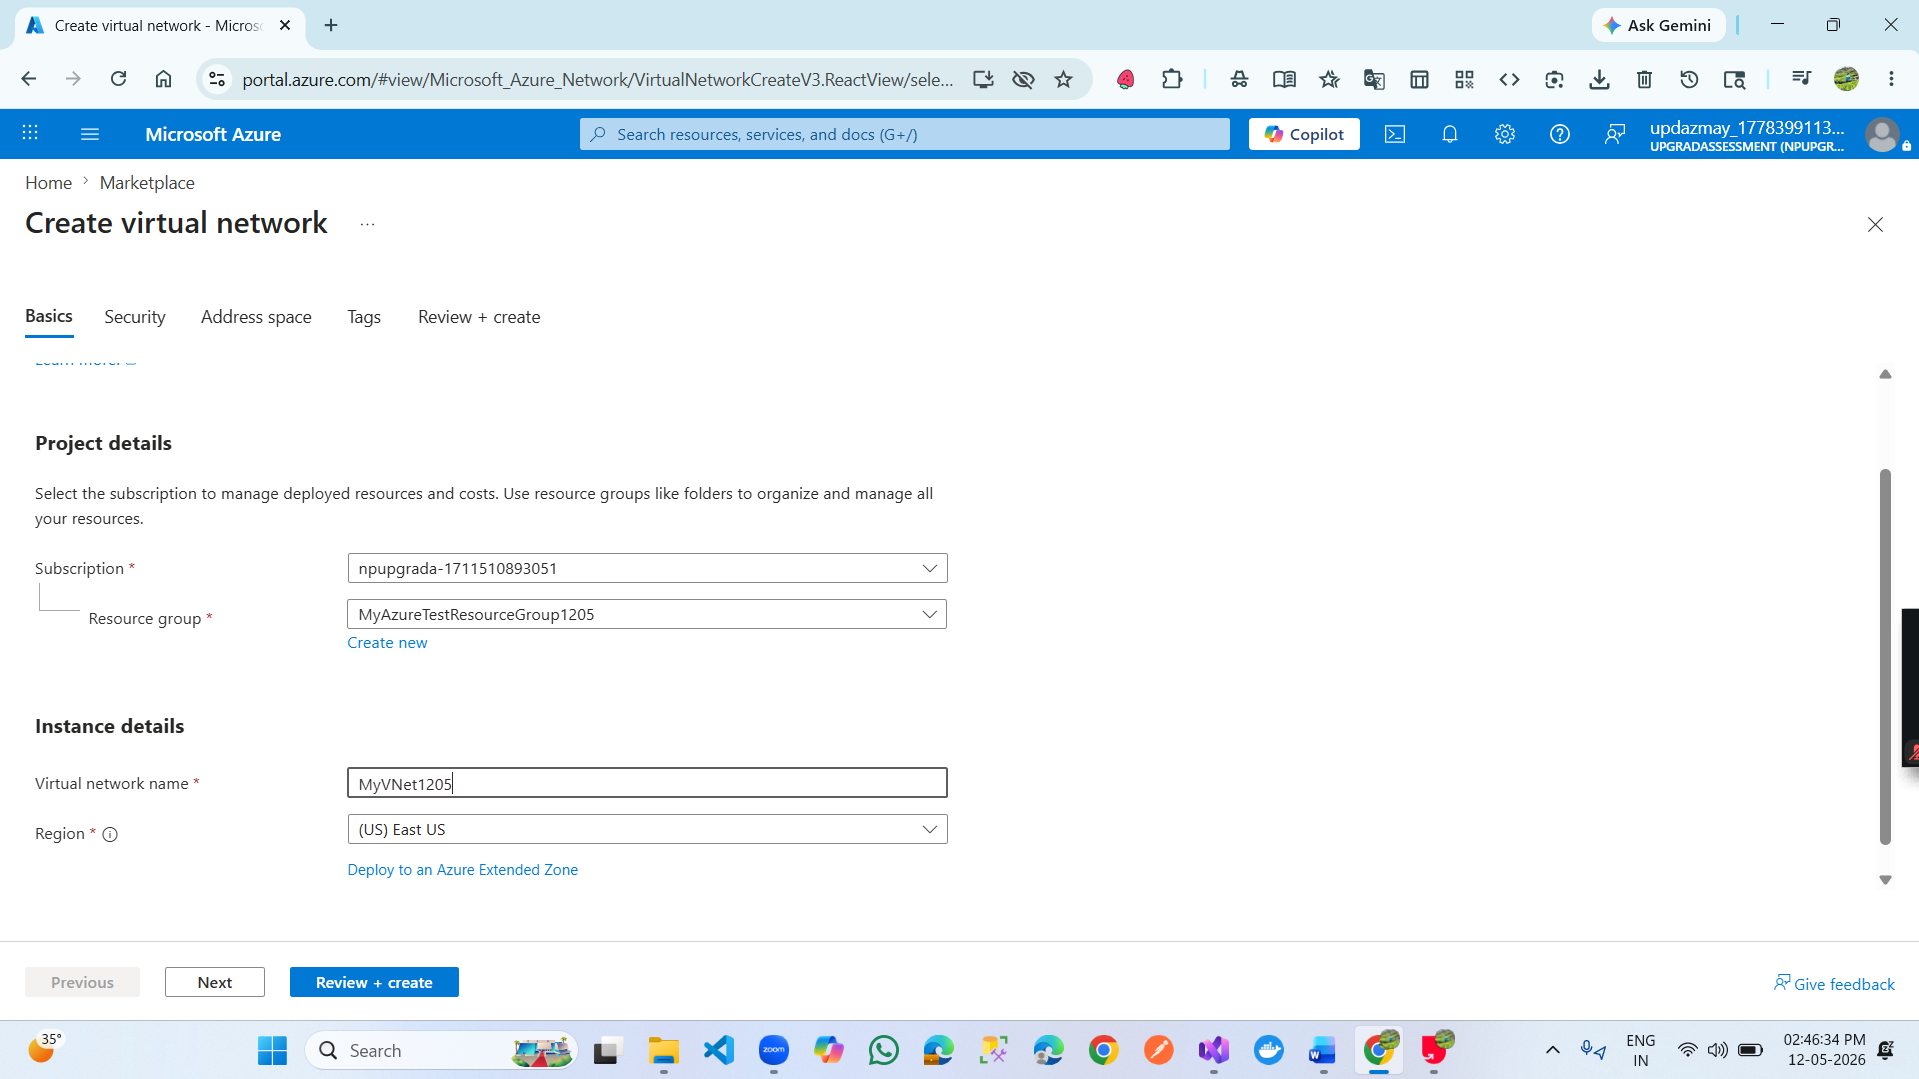 Create virtual network - Micros
Ask Gemini
portal.azure.com/#view/Microsoft_Azure_Network/VirtualNetworkCreateV3.ReactView/sele...
Microsoft Azure
Search resources, services, and docs (G+/)
Copilot
updazmay_1778399113...
UPGRADASSESSMENT (NPUPGR...
Home > Marketplace
Create virtual network ...
Basics
Security
Address space
Tags
Review + create
Learn more.
Project details
Select the subscription to manage deployed resources and costs. Use resource groups like folders to organize and manage all
your resources.
Subscription *
npupgrada-1711510893051
Resource group *
MyAzureTestResourceGroup1205
Create new
Instance details
Virtual network name *
MyVNet1205
Region *
(US) East US
Deploy to an Azure Extended Zone
Previous
Next
Review + create
Give feedback
35°
Search
zoom
ENG
IN
02:46:34 PM
12-05-2026